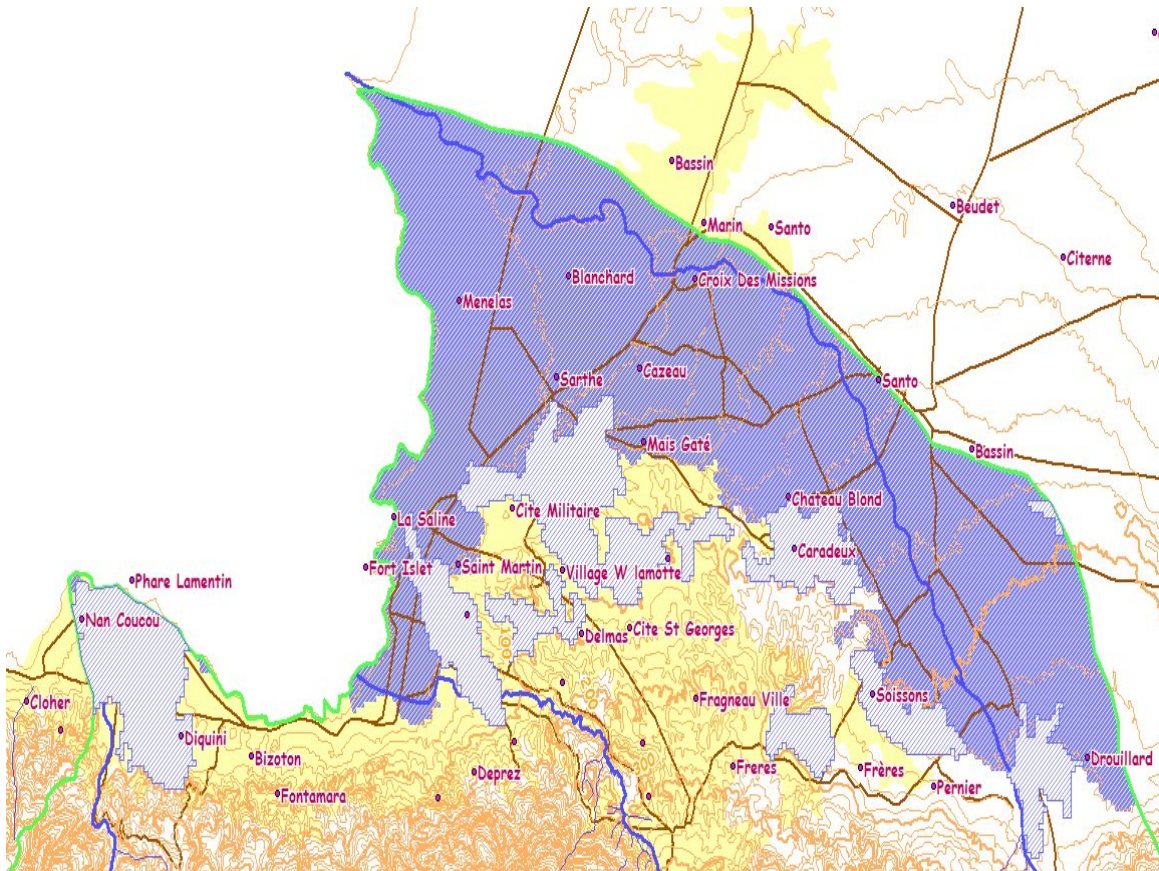 Bassin
Beudet
Marin
Santo
Citerne
Blanchard
Croix Des Missions
Menelas
Sarthe
Cazeau
Santo
Mais Gaté
Bassin
Chateau Blond
Cite Militaire
La Saline
Caradeux
Fort Islet
Saint Martin
Village W lamotte
Phare Lamentin
Nan Coucou
Delmas
Cite St Georges
100
Cloher
Fragneau Ville
Soissons
200
Diquini
Bizoton
Deprez
Freres
Frères
Drouillard
Fontamara
Pernier